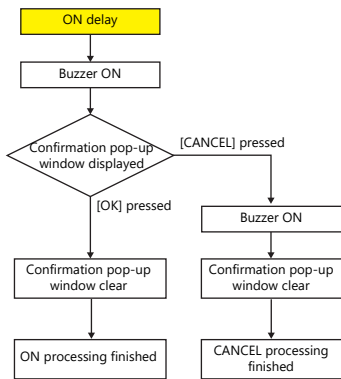 ON delay
Buzzer ON
Confirmation pop-up
window displayed
[CANCEL] pressed
[OK] pressed
Buzzer ON
Confirmation pop-up
window clear
Confirmation pop-up
window clear
ON processing finished
CANCEL processing
finished